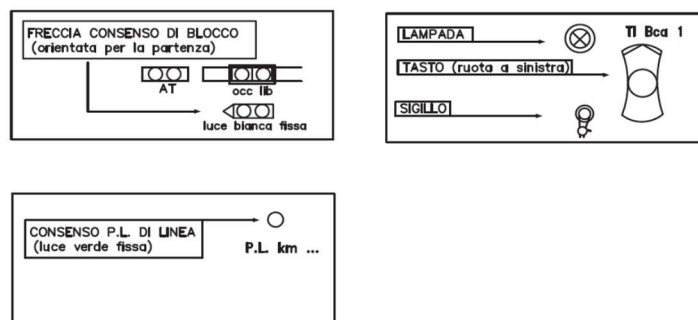 FRECCIA CONSENSO DI BLOCCO
(orientata per la partenza)
AT
occ lib
luce bianca fissa
LAMPADA
Tl Bca 1
TASTO (ruota a sinistra)
SIGILLO
CONSENSO P.L. DI LINEA
(luce verde fissa)
P.L. km ...